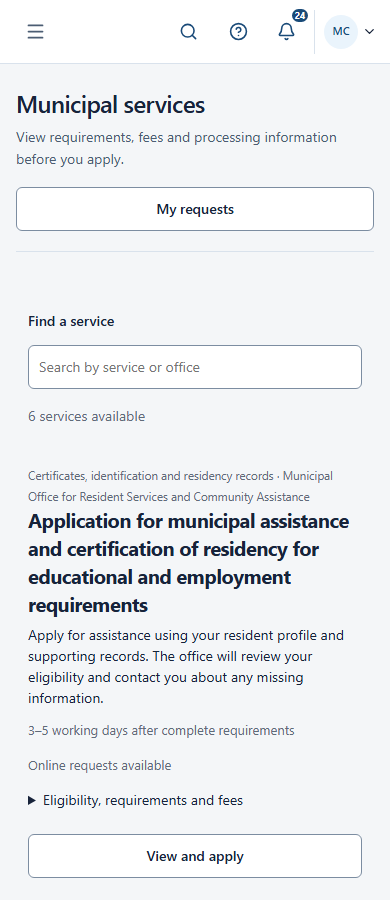 24
MC
Municipal services
View requirements, fees and processing information
before you apply.
My requests
Find a service
Search by service or office
6 services available
Certificates, identification and residency records · Municipal
Office for Resident Services and Community Assistance
Application for municipal assistance
and certification of residency for
educational and employment
requirements
Apply for assistance using your resident profile and
supporting records. The office will review your
eligibility and contact you about any missing
information.
3–5 working days after complete requirements
Online requests available
Eligibility, requirements and fees
View and apply